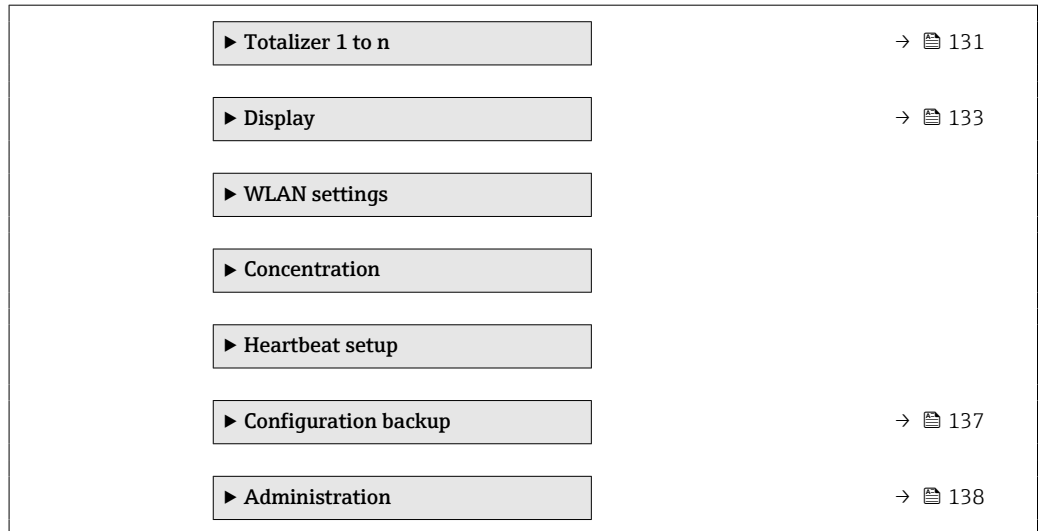 ▶ Totalizer 1 to n → 🖹 131
▶ Display → 🖹 133
▶ WLAN settings
▶ Concentration
▶ Heartbeat setup
▶ Configuration backup → 🖹 137
▶ Administration → 🖹 138